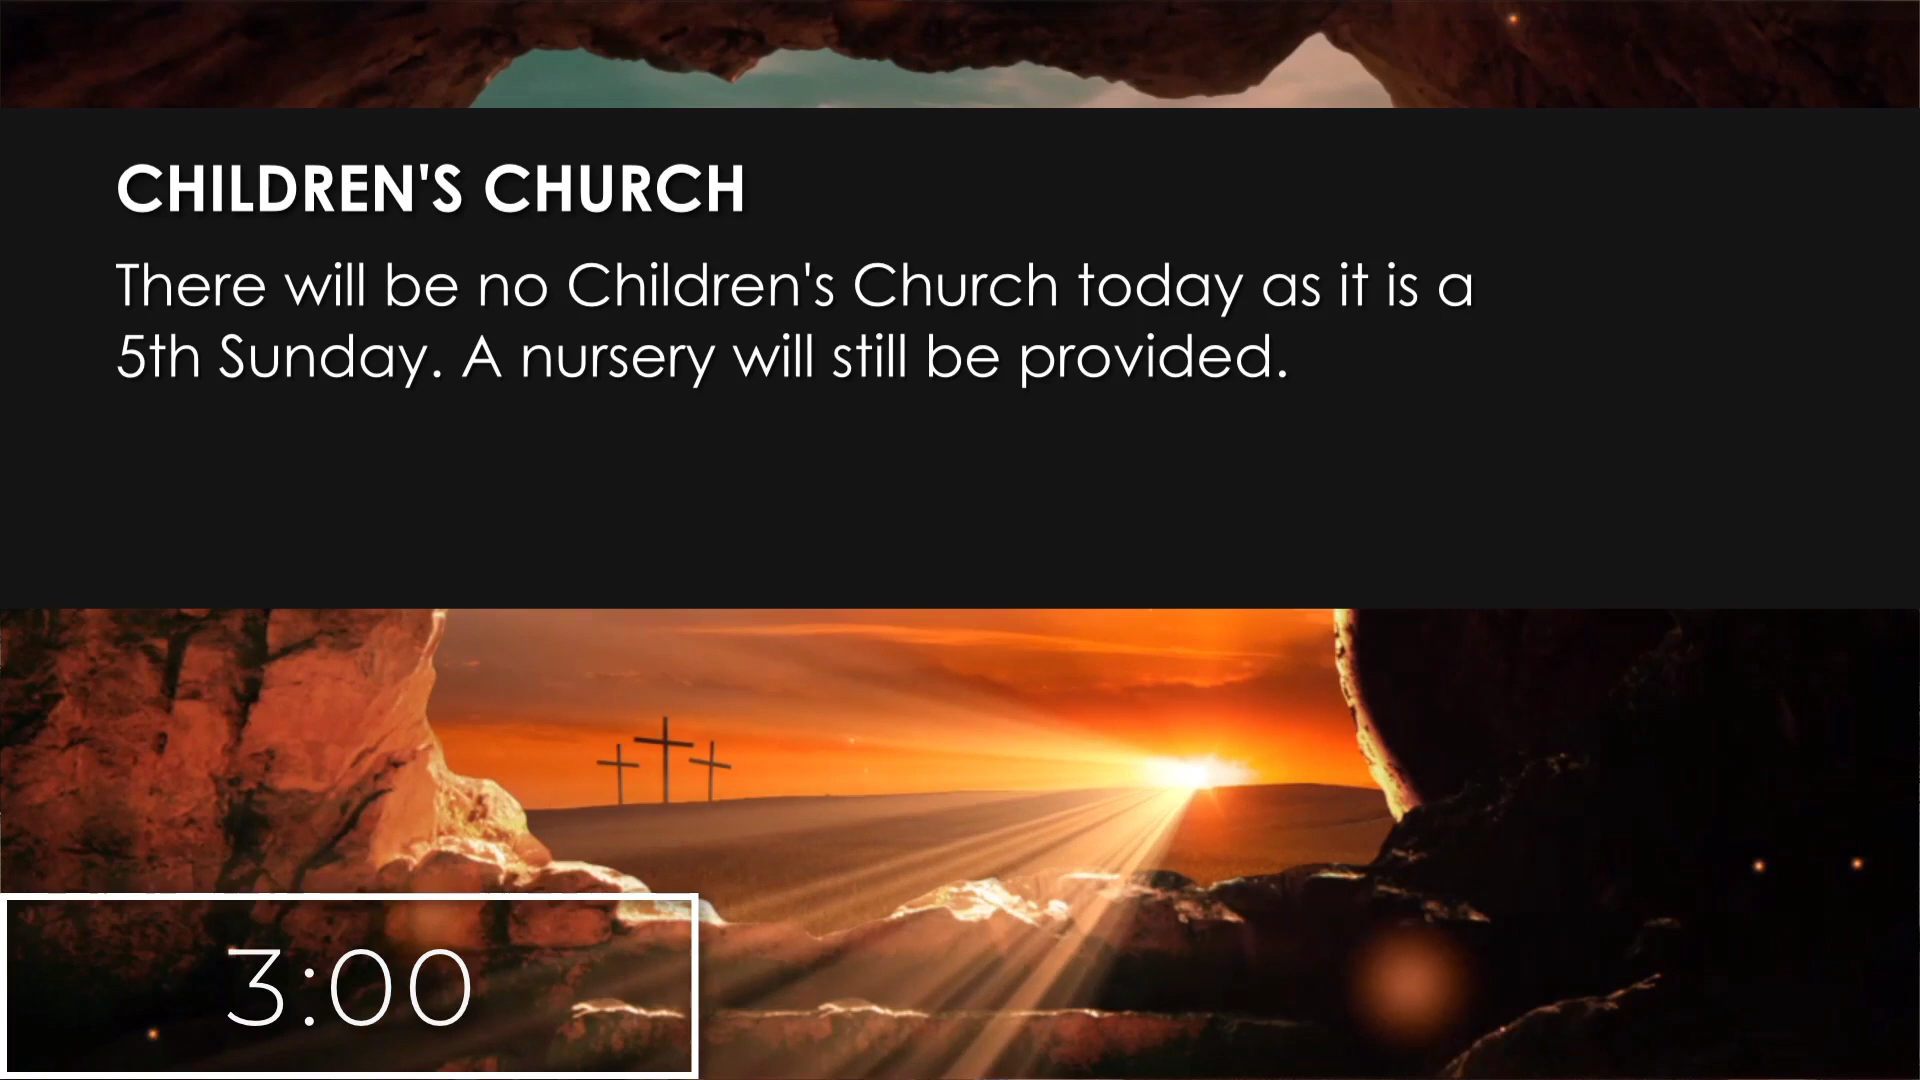 CHILDREN'S CHURCH
There will be no Children's Church today as it is a
5th Sunday. A nursery will still be provided.
3:00